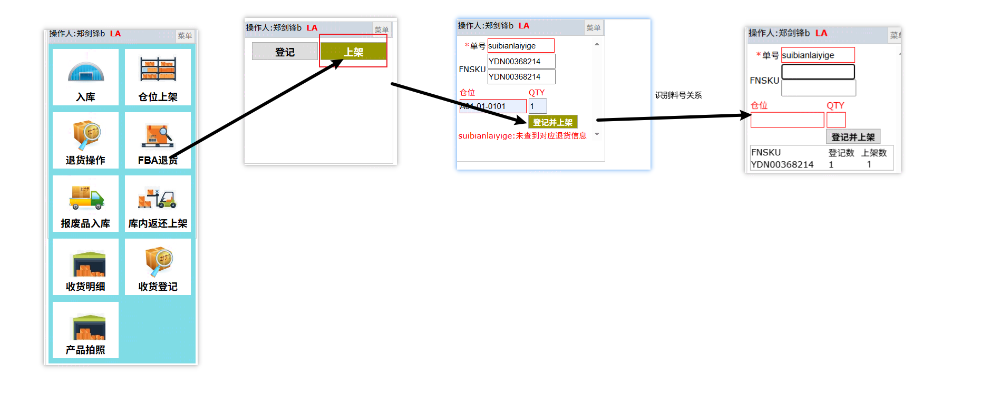 操作人:郑剑锋b LA
菜单
入库
仓位上架
退货操作
FBA退货
报废品入库
库内返还上架
收货明细
收货登记
产品拍照
操作人:郑剑锋b LA
菜单
登记
上架
操作人:郑剑锋b LA
菜单
*单号 suibianlaiyige
FNSKU
YDN00368214
YDN00368214
仓位 QTY
A01-01-0101 1
登记并上架
suibianlaiyige:未查到对应退货信息
识别料号关系
操作人:郑剑锋b LA
菜单
*单号 suibianlaiyige
FNSKU
仓位 QTY
登记并上架
FNSKU 登记数 上架数
YDN00368214 1 1